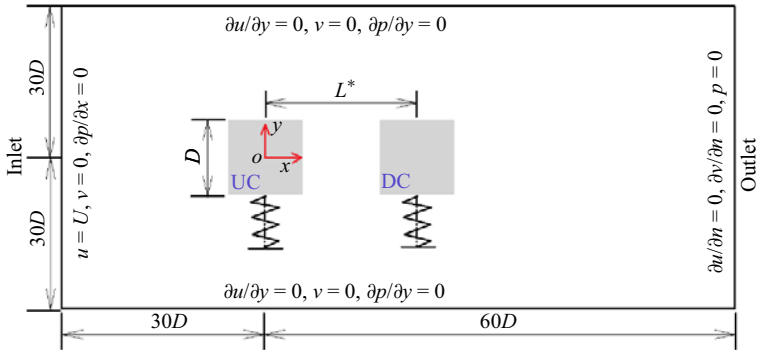 ∂u/∂y = 0, v = 0, ∂p/∂y = 0
30D
30D
Inlet
u = U, v = 0, ∂p/∂x = 0
L*
D
y
o
x
UC
DC
∂u/∂n = 0, ∂v/∂n = 0, p = 0
Outlet
∂u/∂y = 0, v = 0, ∂p/∂y = 0
30D
60D